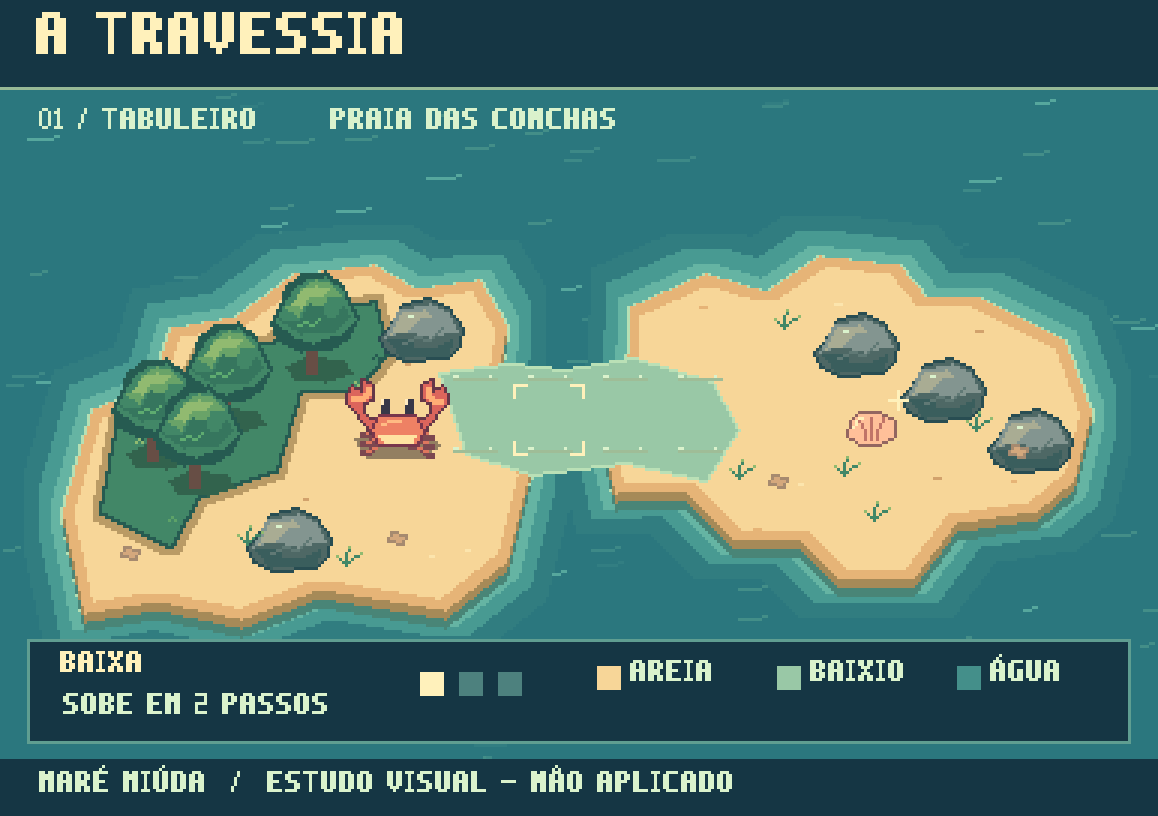 A TRAVESSIA
01 / TABULEIRO PRAIA DAS CONCHAS
BAIXA
SOBE EM 2 PASSOS
AREIA BAIXIO ÁGUA
MARÉ MIÚDA / ESTUDO VISUAL – NÃO APLICADO